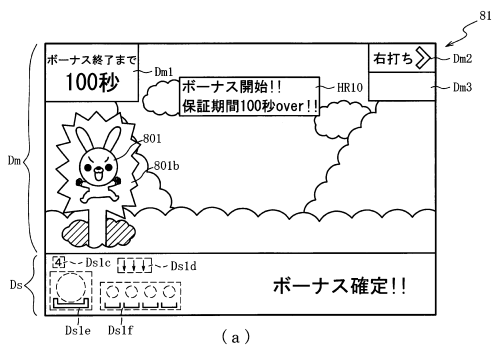 81
ボーナス終了まで
100秒
Dm1
右打ち
Dm2
Dm3
ボーナス開始!!
保証期間100秒over!!
HR10
Dm
801
801b
4
Ds1c
Ds1d
Ds
ボーナス確定!!
Ds1e
Ds1f
(a)